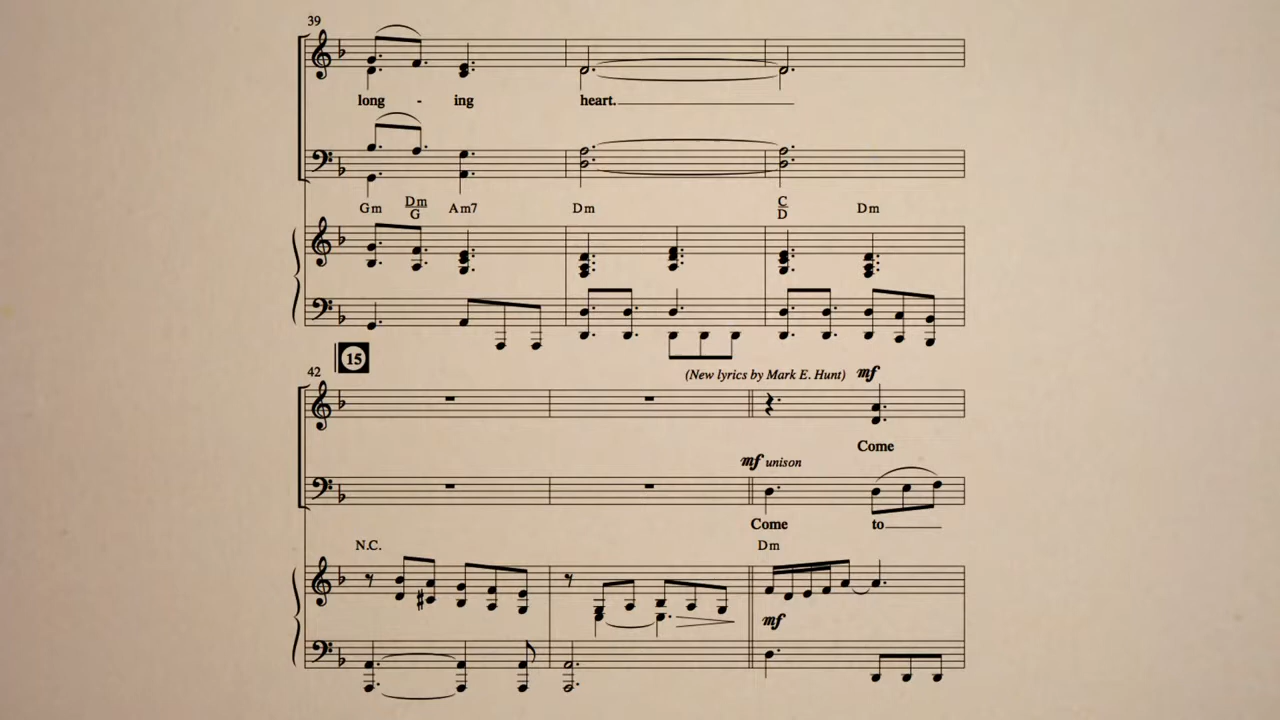 39
long - ing heart.
Gm Dm/G Am7 Dm C/D Dm
15
42
(New lyrics by Mark E. Hunt) mf
Come
mf unison
Come to
N.C. Dm
mf